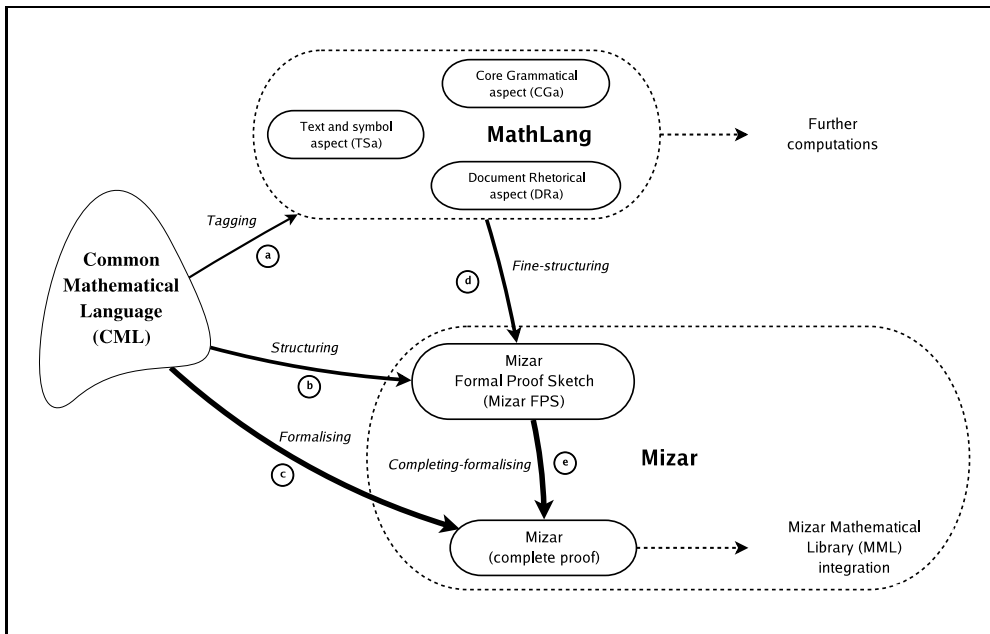 Core Grammatical
aspect (CGa)
Text and symbol
aspect (TSa)
MathLang
Document Rhetorical
aspect (DRa)
Further
computations
Tagging
a
Common
Mathematical
Language
(CML)
d
Fine-structuring
Structuring
b
Mizar
Formal Proof Sketch
(Mizar FPS)
Formalising
c
Completing-formalising
e
Mizar
Mizar
(complete proof)
Mizar Mathematical
Library (MML)
integration